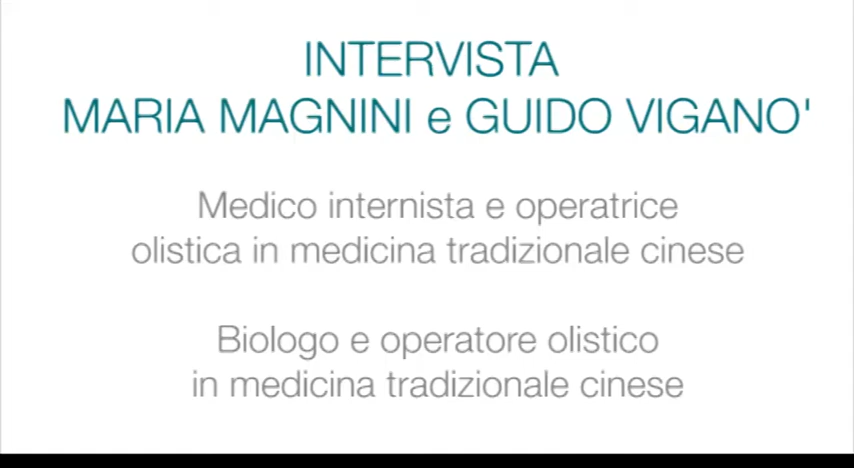 INTERVISTA
MARIA MAGNINI e GUIDO VIGANO'
Medico internista e operatrice
olistica in medicina tradizionale cinese
Biologo e operatore olistico
in medicina tradizionale cinese